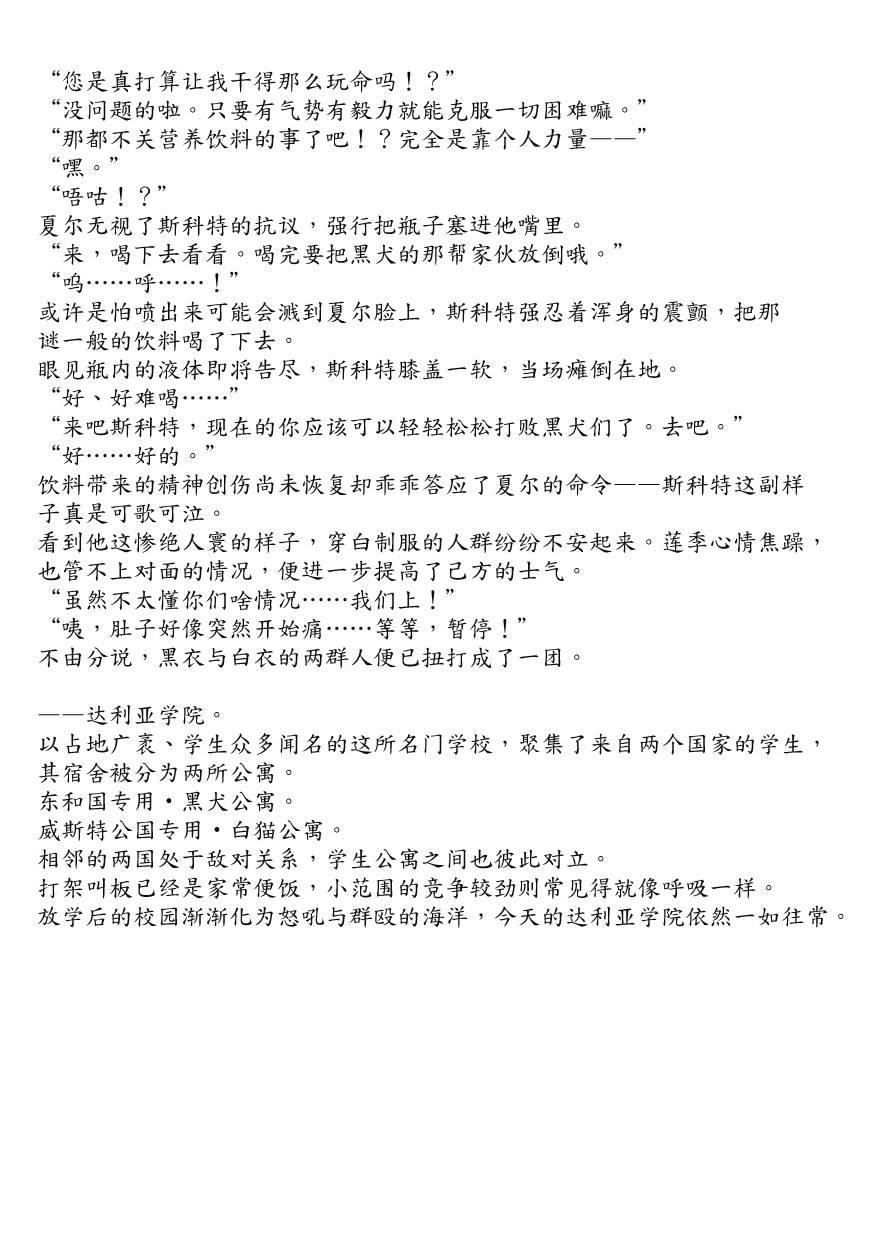 “您是真打算让我干得那么玩命吗！？”
“没问题的啦。只要有气势有毅力就能克服一切困难嘛。”
“那都不关营养饮料的事了吧！？完全是靠个人力量——”
“嘿。”
“唔咕！？”
夏尔无视了斯科特的抗议，强行把瓶子塞进他嘴里。
“来，喝下去看看。喝完要把黑犬的那帮家伙放倒哦。”
“呜……呼……！”
或许是怕喷出来可能会溅到夏尔脸上，斯科特强忍着浑身的震颤，把那
谜一般的饮料喝了下去。
眼见瓶内的液体即将告尽，斯科特膝盖一软，当场瘫倒在地。
“好、好难喝……”
“来吧斯科特，现在的你应该可以轻轻松松打败黑犬们了。去吧。”
“好……好的。”
饮料带来的精神创伤尚未恢复却乖乖答应了夏尔的命令——斯科特这副样
子真是可歌可泣。
看到他这惨绝人寰的样子，穿白制服的人群纷纷不安起来。莲季心情焦躁，
也管不上对面的情况，便进一步提高了己方的士气。
“虽然不太懂你们啥情况……我们上！”
“咦，肚子好像突然开始痛……等等，暂停！”
不由分说，黑衣与白衣的两群人便已扭打成了一团。
——达利亚学院。
以占地广袤、学生众多闻名的这所名门学校，聚集了来自两个国家的学生，
其宿舍被分为两所公寓。
东和国专用·黑犬公寓。
威斯特公国专用·白猫公寓。
相邻的两国处于敌对关系，学生公寓之间也彼此对立。
打架叫板已经是家常便饭，小范围的竞争较劲则常见得就像呼吸一样。
放学后的校园渐渐化为怒吼与群殴的海洋，今天的达利亚学院依然一如往常。